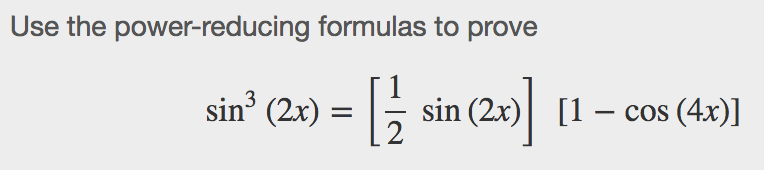 Use the power-reducing formulas to prove
sin³ (2x) = [1/2 sin (2x)] [1 − cos (4x)]